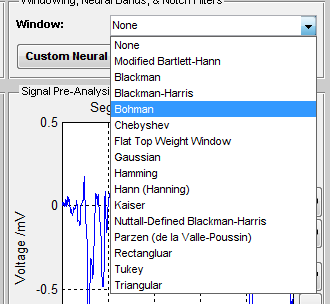 Windowing, Neural Bands, & Notch Filters
Window:
None
Custom Neural
None
Modified Bartlett-Hann
Blackman
Blackman-Harris
Bohman
Chebyshev
Flat Top Weight Window
Gaussian
Hamming
Hann (Hanning)
Kaiser
Nuttall-Defined Blackman-Harris
Parzen (de la Valle-Poussin)
Rectangluar
Tukey
Triangular
Signal Pre-Analysis
Seg
0.5
0
-0.5
Voltage /mV